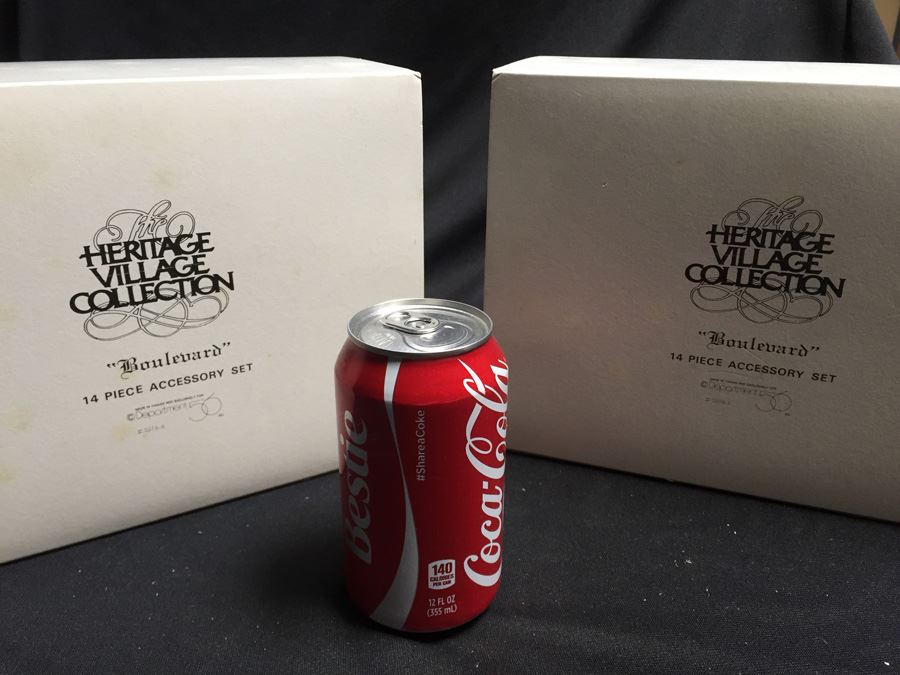 The
HERITAGE
VILLAGE
COLLECTION
"Boulevard"
14 PIECE ACCESSORY SET
© Department 56
The
HERITAGE
VILLAGE
COLLECTION
"Boulevard"
14 PIECE ACCESSORY SET
© Department 56
Bestie
#ShareaCoke
Coca-Cola
140
CALORIES
PER CAN
12 FL OZ
(355 mL)